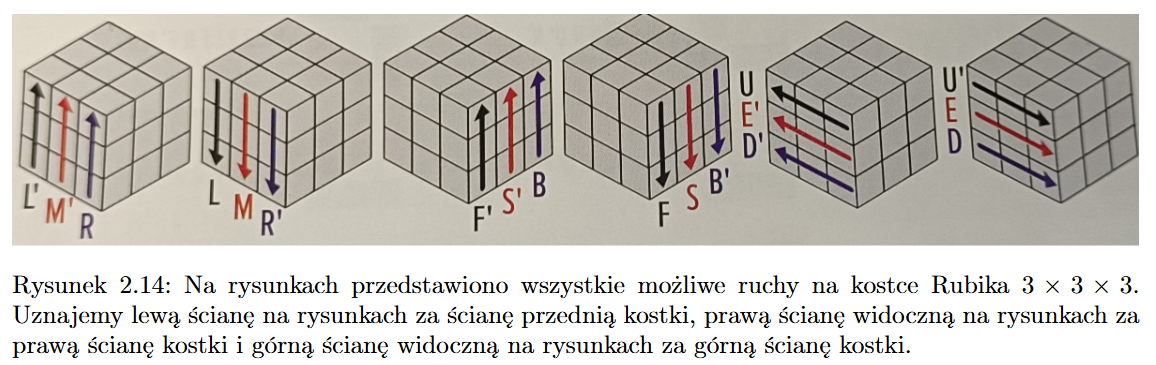 L' M' R
L M R'
F' S' B
F S B'
U
E'
D'
U'
E
D
Rysunek 2.14: Na rysunkach przedstawiono wszystkie możliwe ruchy na kostce Rubika 3 × 3 × 3.
Uznajemy lewą ścianę na rysunkach za ścianę przednią kostki, prawą ścianę widoczną na rysunkach za
prawą ścianę kostki i górną ścianę widoczną na rysunkach za górną ścianę kostki.